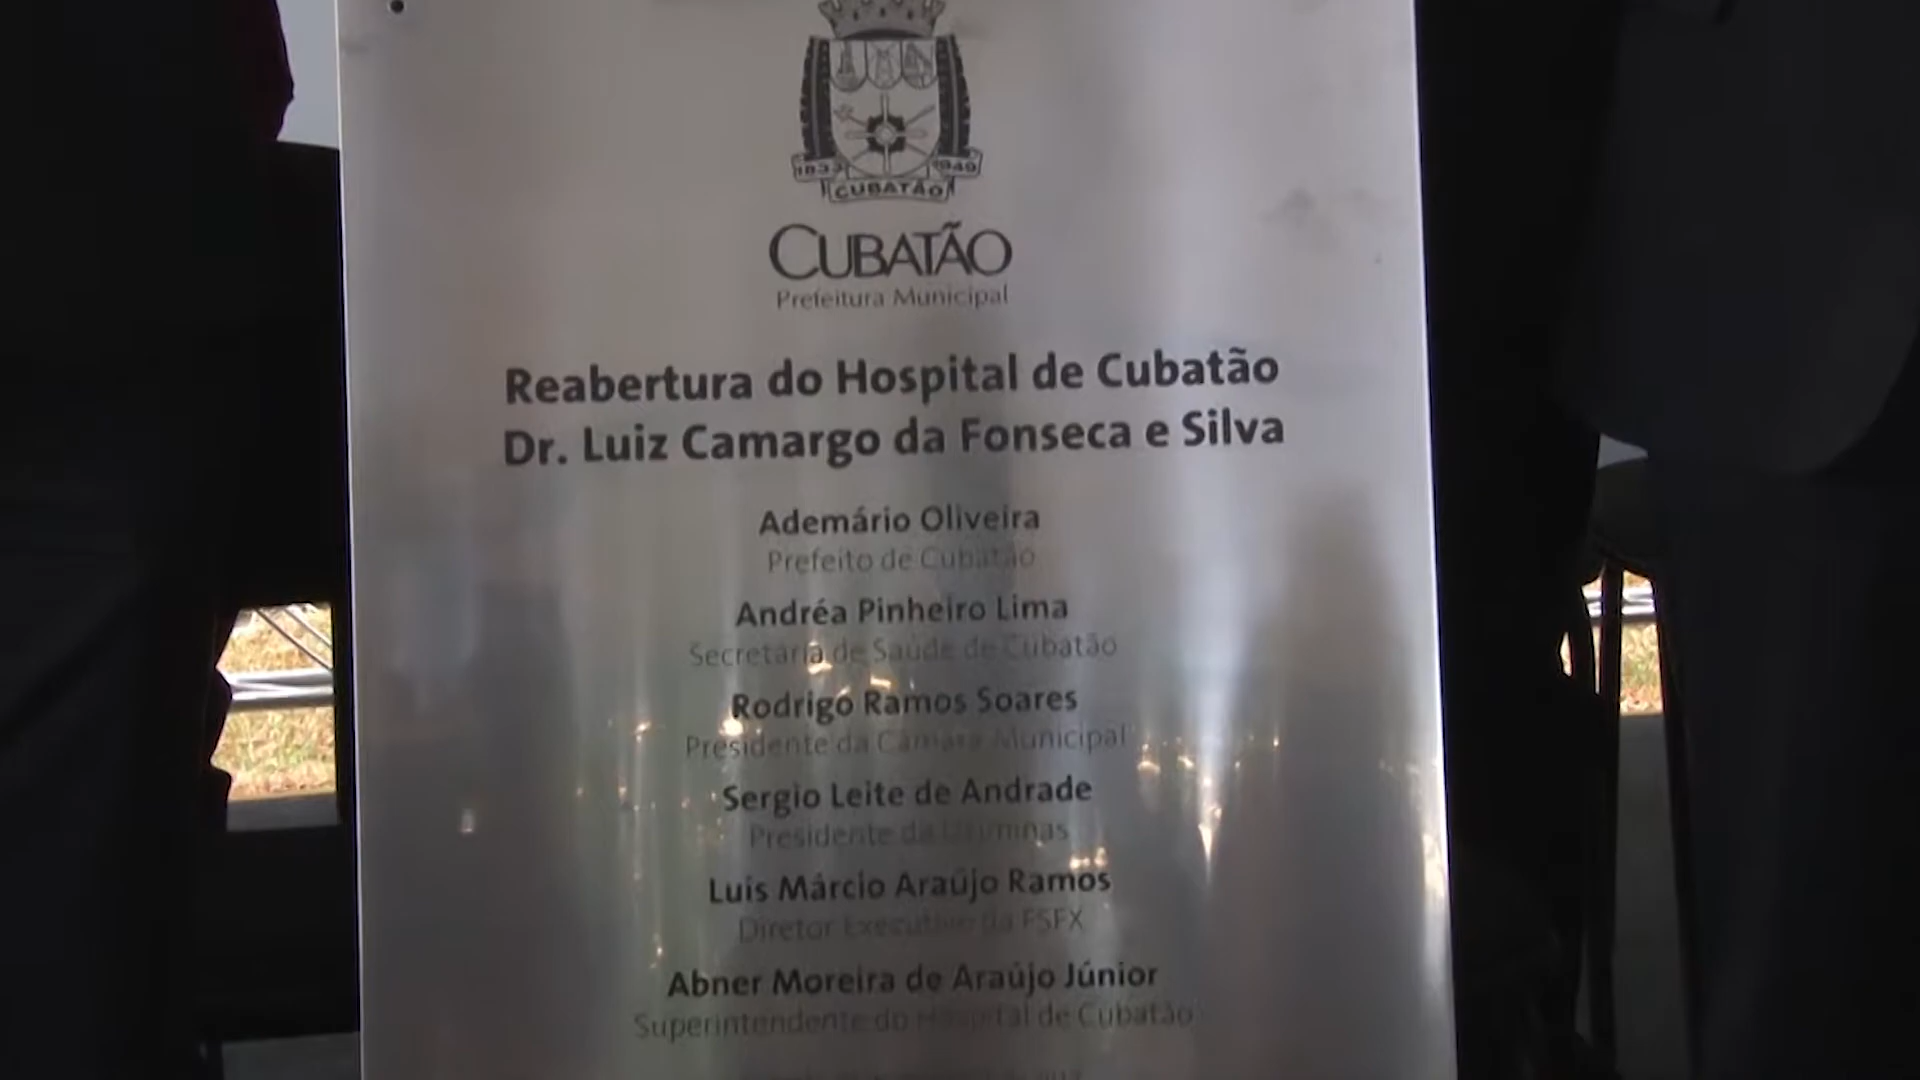 1833 1949
CUBATÃO
CUBATÃO
Prefeitura Municipal
Reabertura do Hospital de Cubatão
Dr. Luiz Camargo da Fonseca e Silva
Ademário Oliveira
Prefeito de Cubatão
Andréa Pinheiro Lima
Secretária de Saúde de Cubatão
Rodrigo Ramos Soares
Presidente da Câmara Municipal
Sergio Leite de Andrade
Presidente da Usiminas
Luis Márcio Araújo Ramos
Diretor Executivo da FSFX
Abner Moreira de Araújo Júnior
Superintendente do Hospital de Cubatão